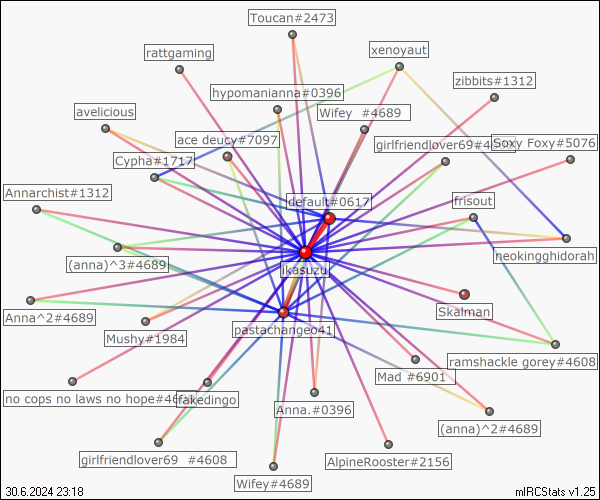 Toucan#2473
xenoyaut
rattgaming
zibbits#1312
hypomanianna#0396
Wifey #4689
avelicious
ace deucy#7097
girlfriendlover69#4
Soxy Foxy#5076
Cypha#1717
Annarchist#1312
default#0617
frisout
neokingghidorah
(anna)^3#4689
ikasuzu
Skalman
Anna^2#4689
pastachangeo41
Mushy#1984
ramshackle gorey#4608
Mad #6901
no cops no laws no hope#4
fakedingo
Anna.#0396
(anna)^2#4689
girlfriendlover69 #4608
AlpineRooster#2156
Wifey#4689
30.6.2024 23:18
mIRCStats v1.25